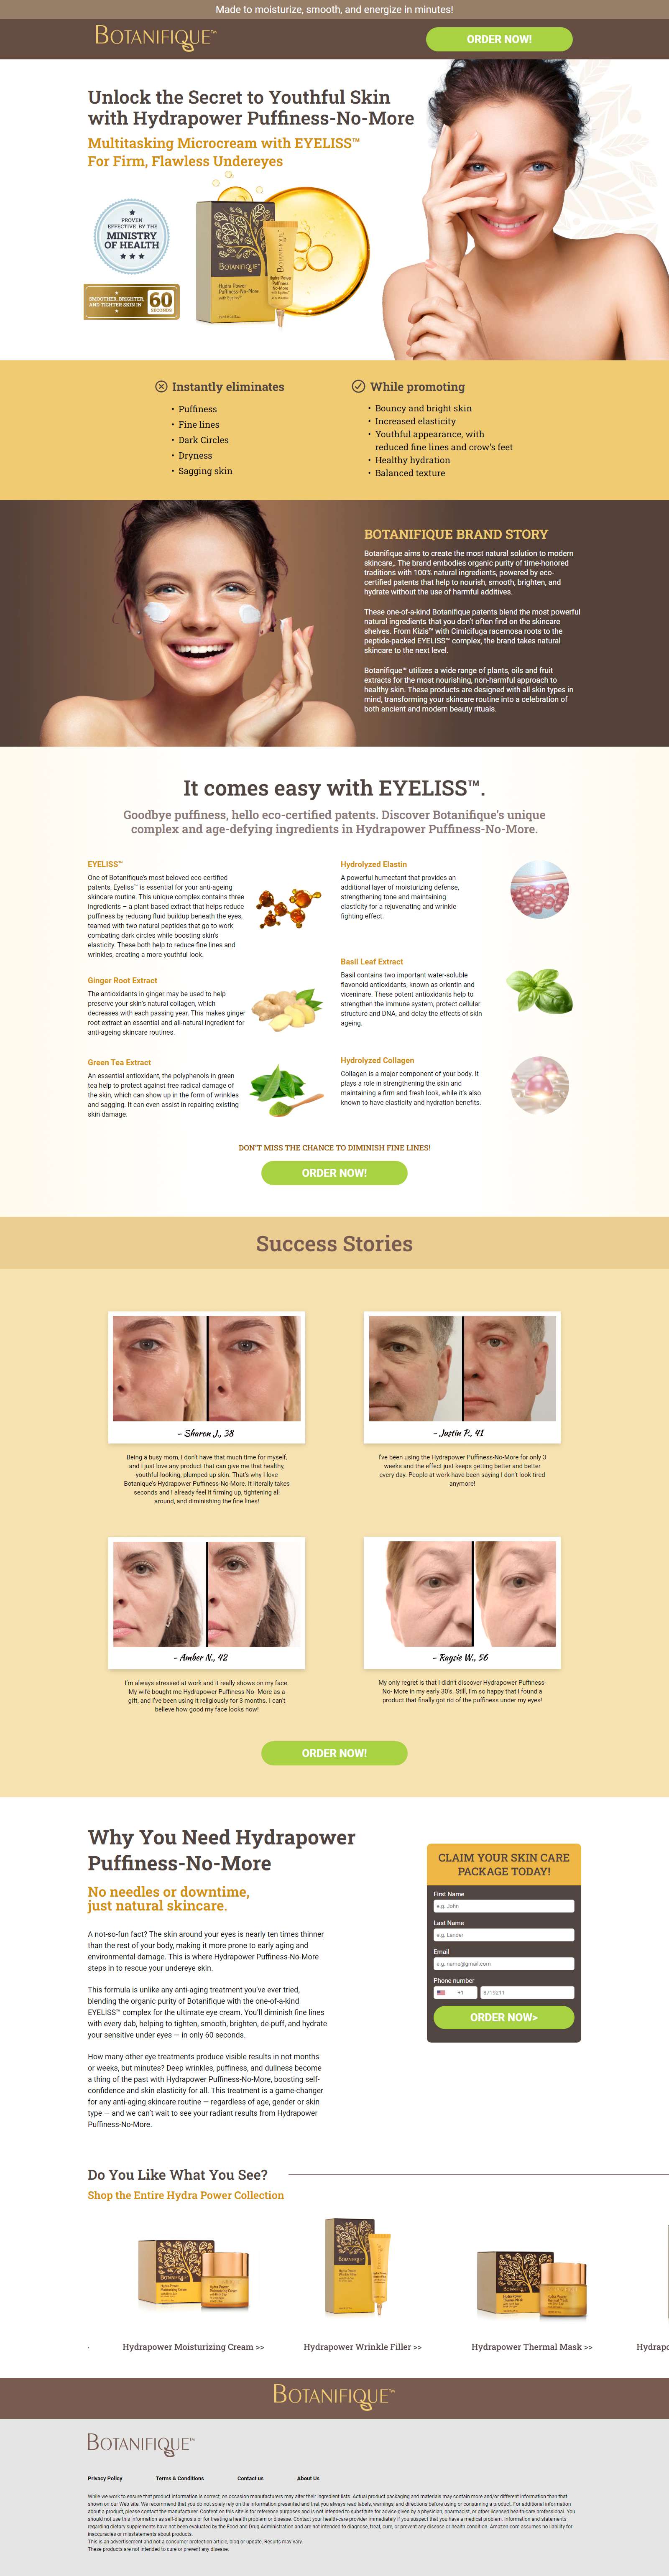 Made to moisturize, smooth, and energize in minutes!
BOTANIFIQUE™
ORDER NOW!
Unlock the Secret to Youthful Skin
with Hydrapower Puffiness-No-More
Multitasking Microcream with EYELISS™
For Firm, Flawless Undereyes
PROVEN
EFFECTIVE BY THE
MINISTRY
OF HEALTH
SMOOTHER, BRIGHTER,
AND TIGHTER SKIN IN
60
SECONDS
BOTANIFIQUE
Hydra Power
Puffiness No-More
with Eyeliss™
BOTANIFIQUE
Hydra Power
Puffiness
No-More
with Eyeliss™
Instantly eliminates
• Puffiness
• Fine lines
• Dark Circles
• Dryness
• Sagging skin
While promoting
• Bouncy and bright skin
• Increased elasticity
• Youthful appearance, with
reduced fine lines and crow's feet
• Healthy hydration
• Balanced texture
BOTANIFIQUE BRAND STORY
Botanifique aims to create the most natural solution to modern
skincare,. The brand embodies organic purity of time-honored
traditions with 100% natural ingredients, powered by eco-
certified patents that help to nourish, smooth, brighten, and
hydrate without the use of harmful additives.
These one-of-a-kind Botanifique patents blend the most powerful
natural ingredients that you don't often find on the skincare
shelves. From Kizis™ with Cimicifuga racemosa roots to the
peptide-packed EYELISS™ complex, the brand takes natural
skincare to the next level.
Botanifique™ utilizes a wide range of plants, oils and fruit
extracts for the most nourishing, non-harmful approach to
healthy skin. These products are designed with all skin types in
mind, transforming your skincare routine into a celebration of
both ancient and modern beauty rituals.
It comes easy with EYELISS™.
Goodbye puffiness, hello eco-certified patents. Discover Botanifique's unique
complex and age-defying ingredients in Hydrapower Puffiness-No-More.
EYELISS™
One of Botanifique's most beloved eco-certified
patents, Eyeliss™ is essential for your anti-ageing
skincare routine. This unique complex contains three
ingredients – a plant-based extract that helps reduce
puffiness by reducing fluid buildup beneath the eyes,
teamed with two natural peptides that go to work
combating dark circles while boosting skin's
elasticity. These both help to reduce fine lines and
wrinkles, creating a more youthful look.
Ginger Root Extract
The antioxidants in ginger may be used to help
preserve your skin's natural collagen, which
decreases with each passing year. This makes ginger
root extract an essential and all-natural ingredient for
anti-ageing skincare routines.
Green Tea Extract
An essential antioxidant, the polyphenols in green
tea help to protect against free radical damage of
the skin, which can show up in the form of wrinkles
and sagging. It can even assist in repairing existing
skin damage.
Hydrolyzed Elastin
A powerful humectant that provides an
additional layer of moisturizing defense,
strengthening tone and maintaining
elasticity for a rejuvenating and wrinkle-
fighting effect.
Basil Leaf Extract
Basil contains two important water-soluble
flavonoid antioxidants, known as orientin and
viceninare. These potent antioxidants help to
strengthen the immune system, protect cellular
structure and DNA, and delay the effects of skin
ageing.
Hydrolyzed Collagen
Collagen is a major component of your body. It
plays a role in strengthening the skin and
maintaining a firm and fresh look, while it's also
known to have elasticity and hydration benefits.
DON'T MISS THE CHANCE TO DIMINISH FINE LINES!
ORDER NOW!
Success Stories
– Sharon J., 38
Being a busy mom, I don't have that much time for myself,
and I just love any product that can give me that healthy,
youthful-looking, plumped up skin. That's why I love
Botanique's Hydrapower Puffiness-No-More. It literally takes
seconds and I already feel it firming up, tightening all
around, and diminishing the fine lines!
– Justin F., 41
I've been using the Hydrapower Puffiness-No-More for only 3
weeks and the effect just keeps getting better and better
every day. People at work have been saying I don't look tired
anymore!
– Amber N., 42
I'm always stressed at work and it really shows on my face.
My wife bought me Hydrapower Puffiness-No- More as a
gift, and I've been using it religiously for 3 months. I can't
believe how good my face looks now!
– Raysie W., 56
My only regret is that I didn't discover Hydrapower Puffiness-
No- More in my early 30's. Still, I'm so happy that I found a
product that finally got rid of the puffiness under my eyes!
ORDER NOW!
Why You Need Hydrapower
Puffiness-No-More
No needles or downtime,
just natural skincare.
A not-so-fun fact? The skin around your eyes is nearly ten times thinner
than the rest of your body, making it more prone to early aging and
environmental damage. This is where Hydrapower Puffiness-No-More
steps in to rescue your undereye skin.
This formula is unlike any anti-aging treatment you've ever tried,
blending the organic purity of Botanifique with the one-of-a-kind
EYELISS™ complex for the ultimate eye cream. You'll diminish fine lines
with every dab, helping to tighten, smooth, brighten, de-puff, and hydrate
your sensitive under eyes — in only 60 seconds.
How many other eye treatments produce visible results in not months
or weeks, but minutes? Deep wrinkles, puffiness, and dullness become
a thing of the past with Hydrapower Puffiness-No-More, boosting self-
confidence and skin elasticity for all. This treatment is a game-changer
for any anti-aging skincare routine — regardless of age, gender or skin
type — and we can't wait to see your radiant results from Hydrapower
Puffiness-No-More.
CLAIM YOUR SKIN CARE
PACKAGE TODAY!
First Name
e.g. John
Last Name
e.g. Lander
Email
e.g. name@gmail.com
Phone number
+1
8719211
ORDER NOW>
Do You Like What You See?
Shop the Entire Hydra Power Collection
Hydrapower Moisturizing Cream >>
Hydrapower Wrinkle Filler >>
Hydrapower Thermal Mask >>
Hydrapo
BOTANIFIQUE™
BOTANIFIQUE™
Privacy Policy
Terms & Conditions
Contact us
About Us
While we work to ensure that product information is correct, on occasion manufacturers may alter their ingredient lists. Actual product packaging and materials may contain more and/or different information than that
shown on our Web site. We recommend that you do not solely rely on the information presented and that you always read labels, warnings, and directions before using or consuming a product. For additional information
about a product, please contact the manufacturer. Content on this site is for reference purposes and is not intended to substitute for advice given by a physician, pharmacist, or other licensed health-care professional. You
should not use this information as self-diagnosis or for treating a health problem or disease. Contact your health-care provider immediately if you suspect that you have a medical problem. Information and statements
regarding dietary supplements have not been evaluated by the Food and Drug Administration and are not intended to diagnose, treat, cure, or prevent any disease or health condition. Amazon.com assumes no liability for
inaccuracies or misstatements about products.
This is an advertisement and not a consumer protection article, blog or update. Results may vary.
These products are not intended to cure or prevent any disease.